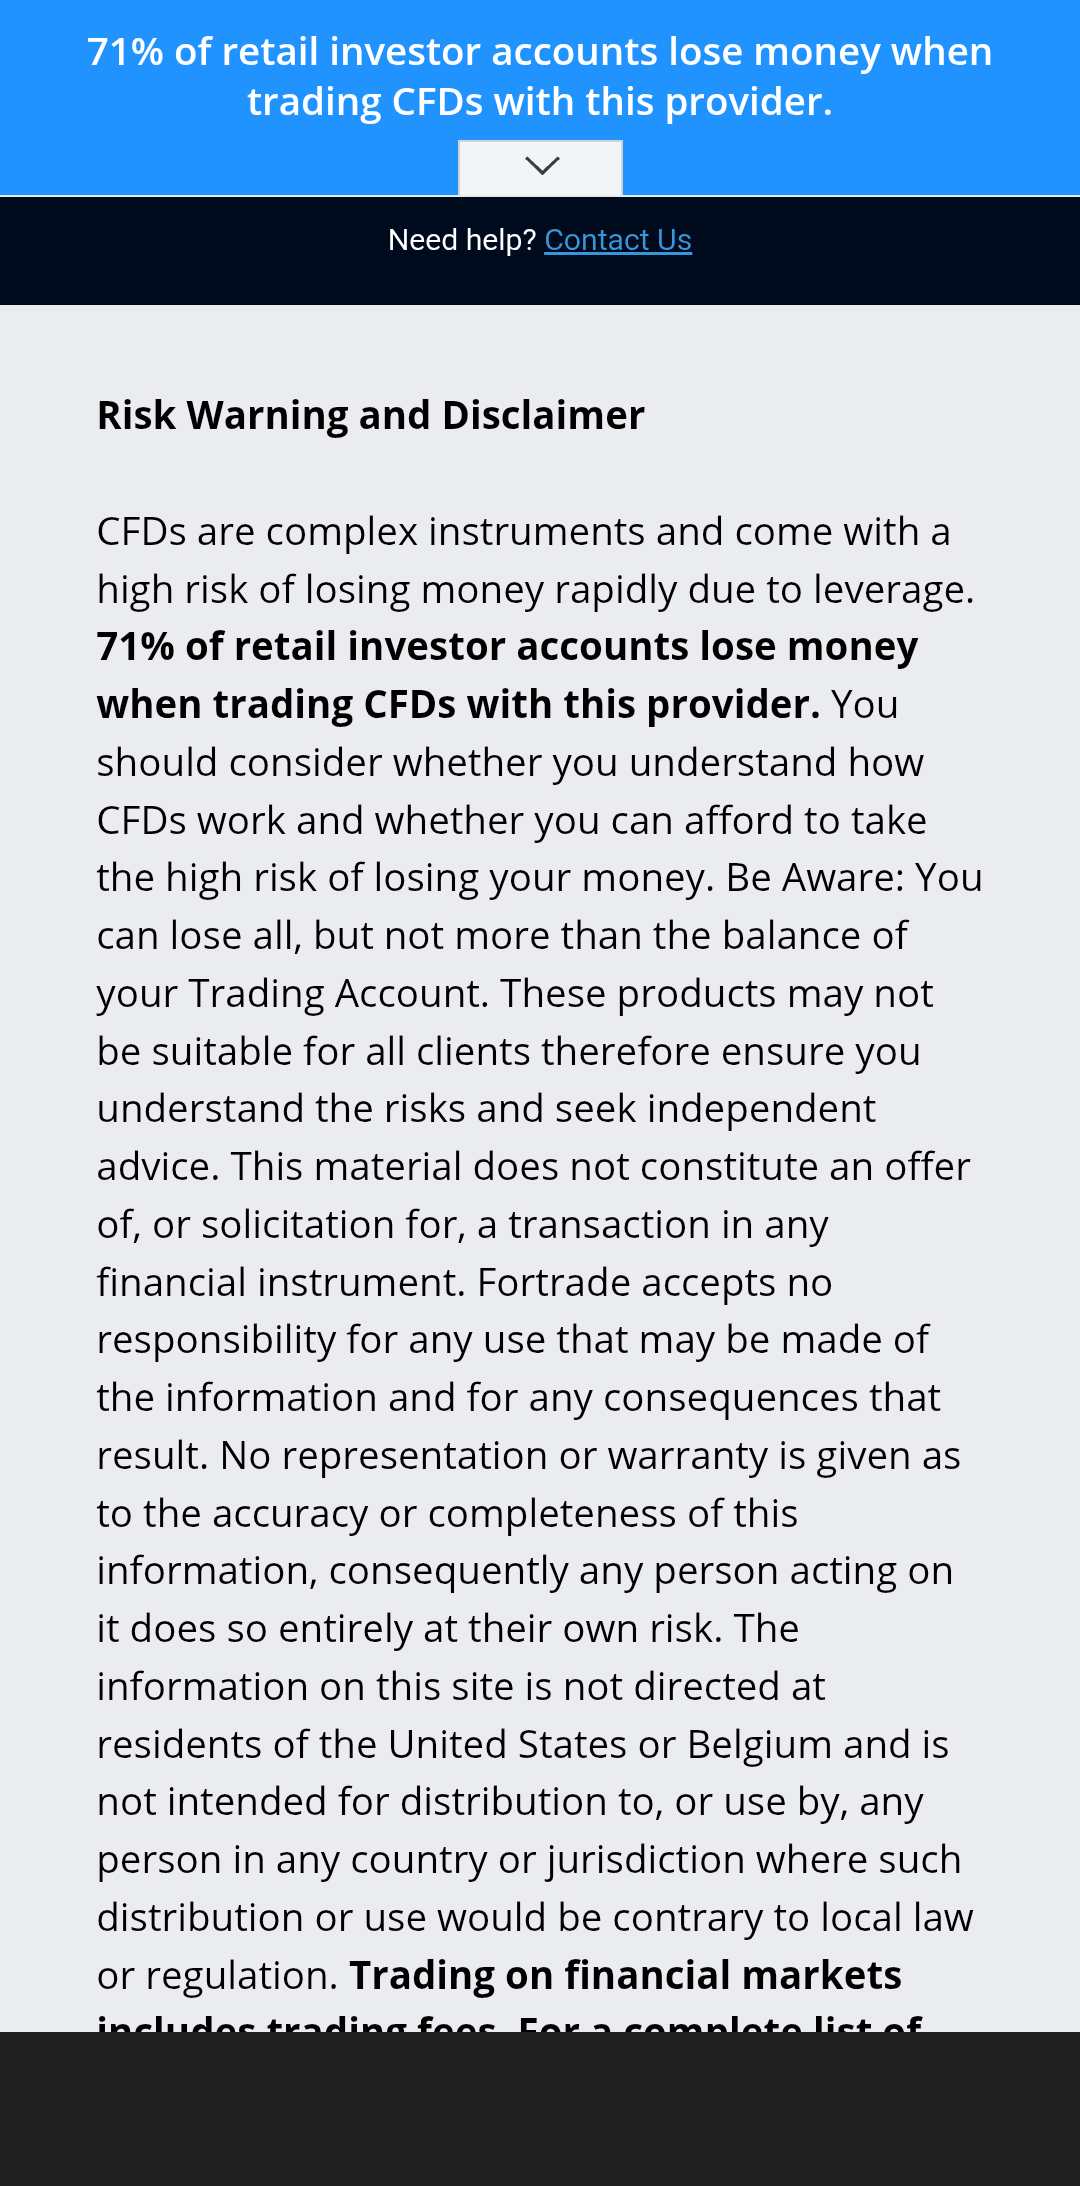 71% of retail investor accounts lose money when
trading CFDs with this provider.
Need help? Contact Us
Risk Warning and Disclaimer
CFDs are complex instruments and come with a
high risk of losing money rapidly due to leverage.
71% of retail investor accounts lose money
when trading CFDs with this provider. You
should consider whether you understand how
CFDs work and whether you can afford to take
the high risk of losing your money. Be Aware: You
can lose all, but not more than the balance of
your Trading Account. These products may not
be suitable for all clients therefore ensure you
understand the risks and seek independent
advice. This material does not constitute an offer
of, or solicitation for, a transaction in any
financial instrument. Fortrade accepts no
responsibility for any use that may be made of
the information and for any consequences that
result. No representation or warranty is given as
to the accuracy or completeness of this
information, consequently any person acting on
it does so entirely at their own risk. The
information on this site is not directed at
residents of the United States or Belgium and is
not intended for distribution to, or use by, any
person in any country or jurisdiction where such
distribution or use would be contrary to local law
or regulation. Trading on financial markets
includes trading fees. For a complete list of